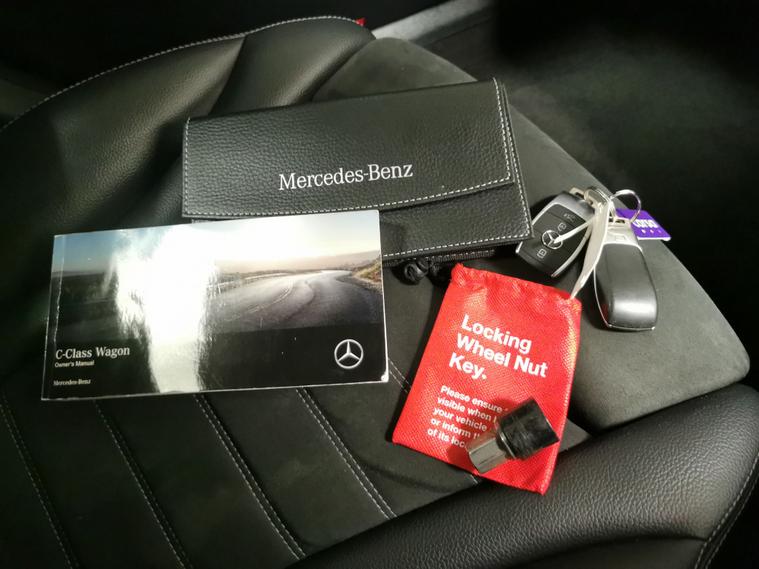 Mercedes-Benz
C-Class Wagon
Owner's Manual
Mercedes-Benz
Locking
Wheel Nut
Key.
Please ensure
visible when
your vehicle
or inform
of its